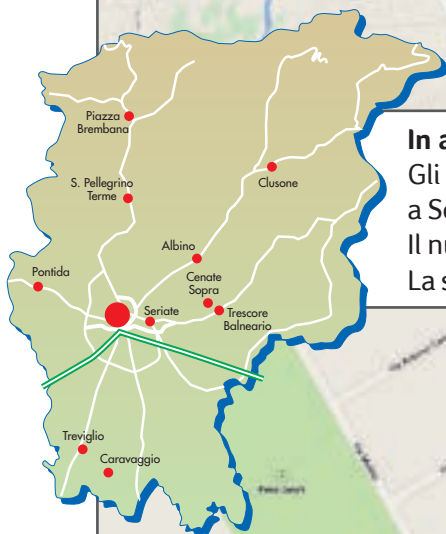 Piazza
Brembana
S. Pellegrino
Terme
Clusone
Albino
Pontida
Cenate
Sopra
Seriate
Trescore
Balneario
Treviglio
Caravaggio
In a
Gli
a Se
Il nu
La s